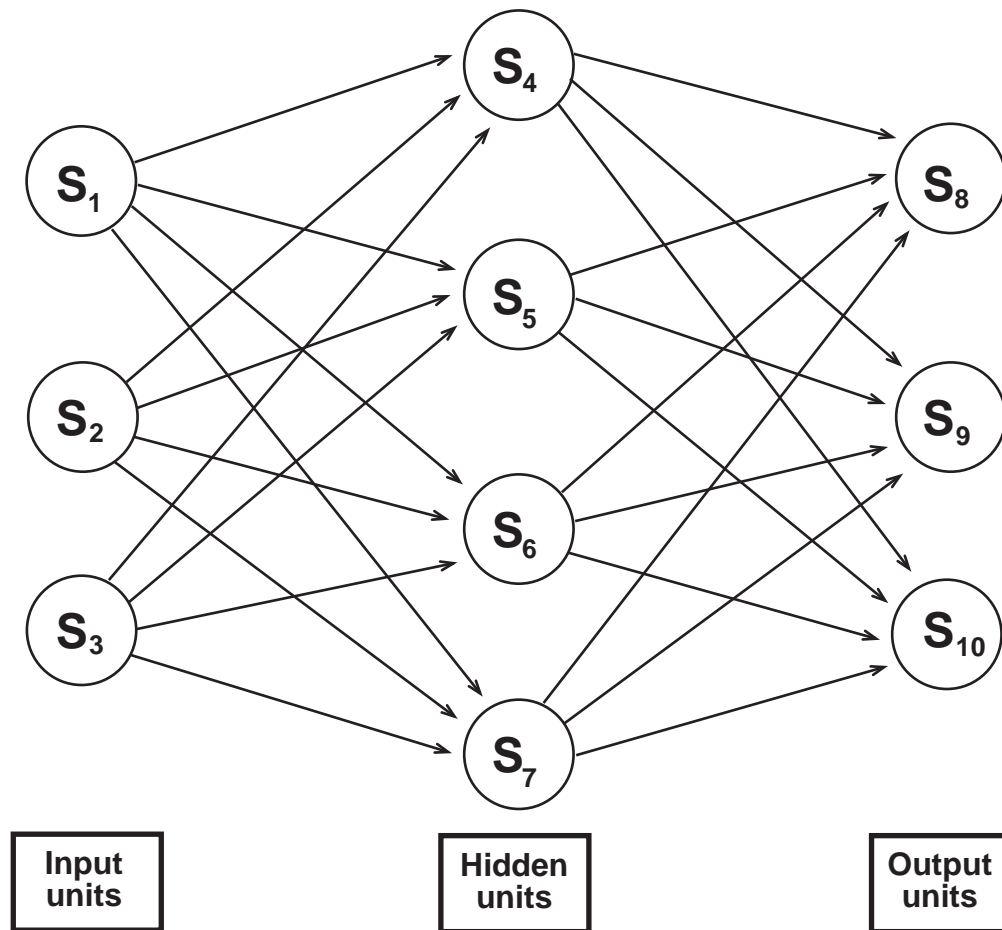 S4
S1
S8
S5
S2
S9
S6
S3
S10
S7
Input
units
Hidden
units
Output
units